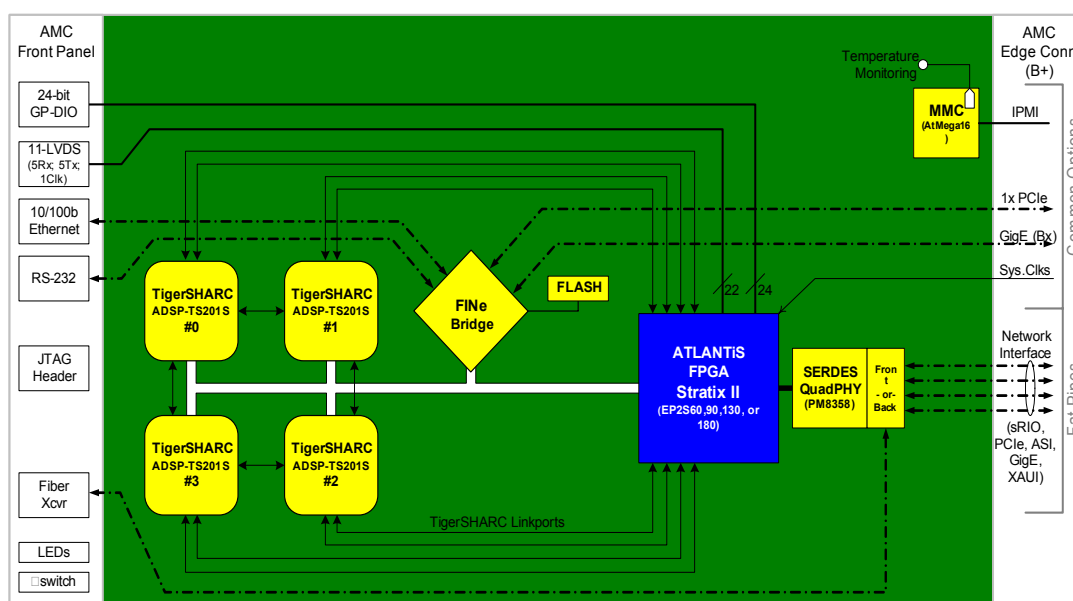 AMC
Front Panel
24-bit
GP-DIO
11-LVDS
(5Rx; 5Tx;
1Clk)
10/100b
Ethernet
RS-232
JTAG
Header
Fiber
Xcvr
LEDs
□switch
TigerSHARC
ADSP-TS201S
#0
TigerSHARC
ADSP-TS201S
#1
TigerSHARC
ADSP-TS201S
#3
TigerSHARC
ADSP-TS201S
#2
FINe
Bridge
FLASH
22
24
ATLANTiS
FPGA
Stratix II
(EP2S60,90,130, or
180)
TigerSHARC Linkports
SERDES
QuadPHY
(PM8358)
Fron
t
- or-
Back
Temperature
Monitoring
MMC
(AtMega16
)
AMC
Edge Conn
(B+)
IPMI
1x PCIe
GigE (Bx)
Sys.Clks
Common Options
Network
Interface
(sRIO,
PCIe, ASI,
GigE,
XAUI)